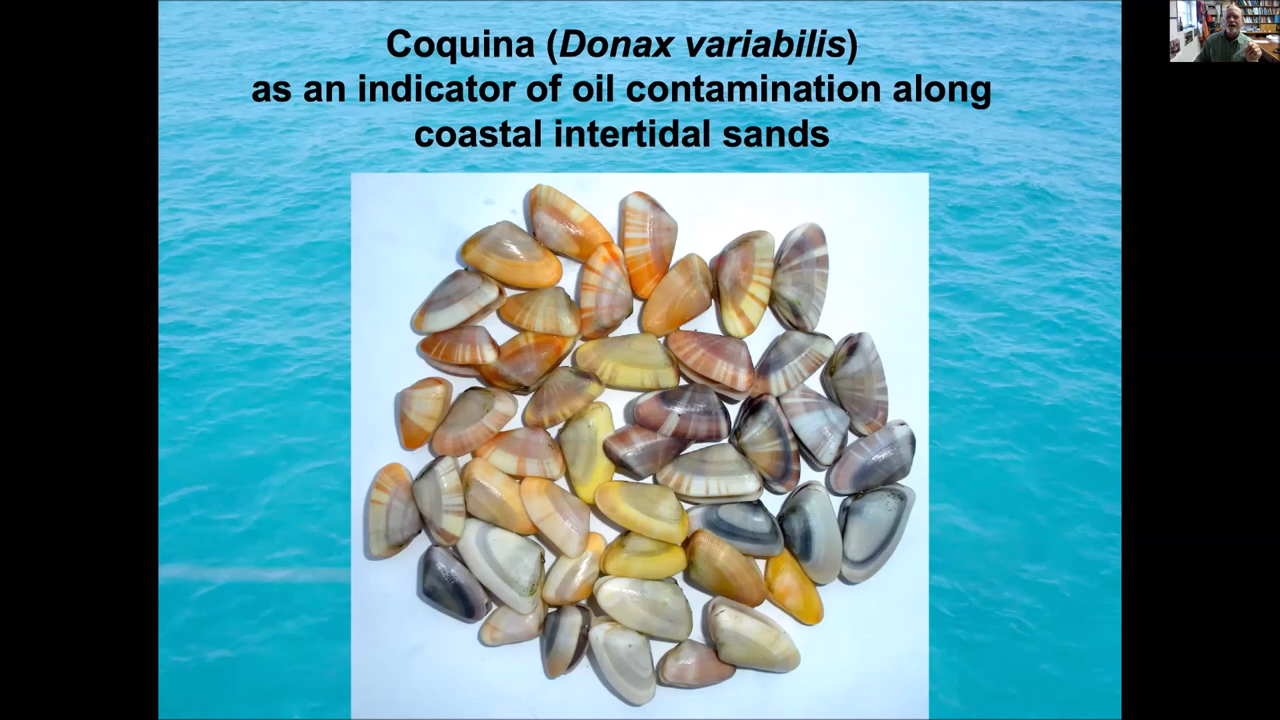 Coquina (Donax variabilis)
as an indicator of oil contamination along
coastal intertidal sands